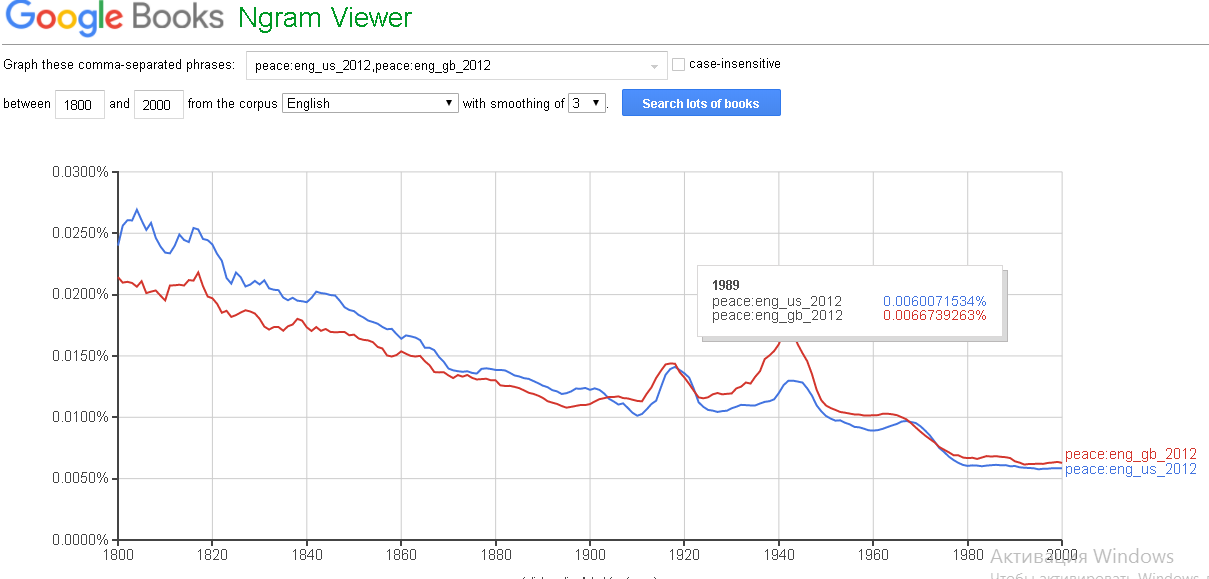 Google Books Ngram Viewer
Graph these comma-separated phrases: peace:eng_us_2012,peace:eng_gb_2012 case-insensitive
between 1800 and 2000 from the corpus English with smoothing of 3 . Search lots of books
0.0300%
0.0250%
0.0200%
0.0150%
0.0100%
0.0050%
0.0000%
1989
peace:eng_us_2012 0.0060071534%
peace:eng_gb_2012 0.0066739263%
peace:eng_gb_2012
peace:eng_us_2012
1800 1820 1840 1860 1880 1900 1920 1940 1960 1980 2000
Активация Windows
Чтобы активировать Windows